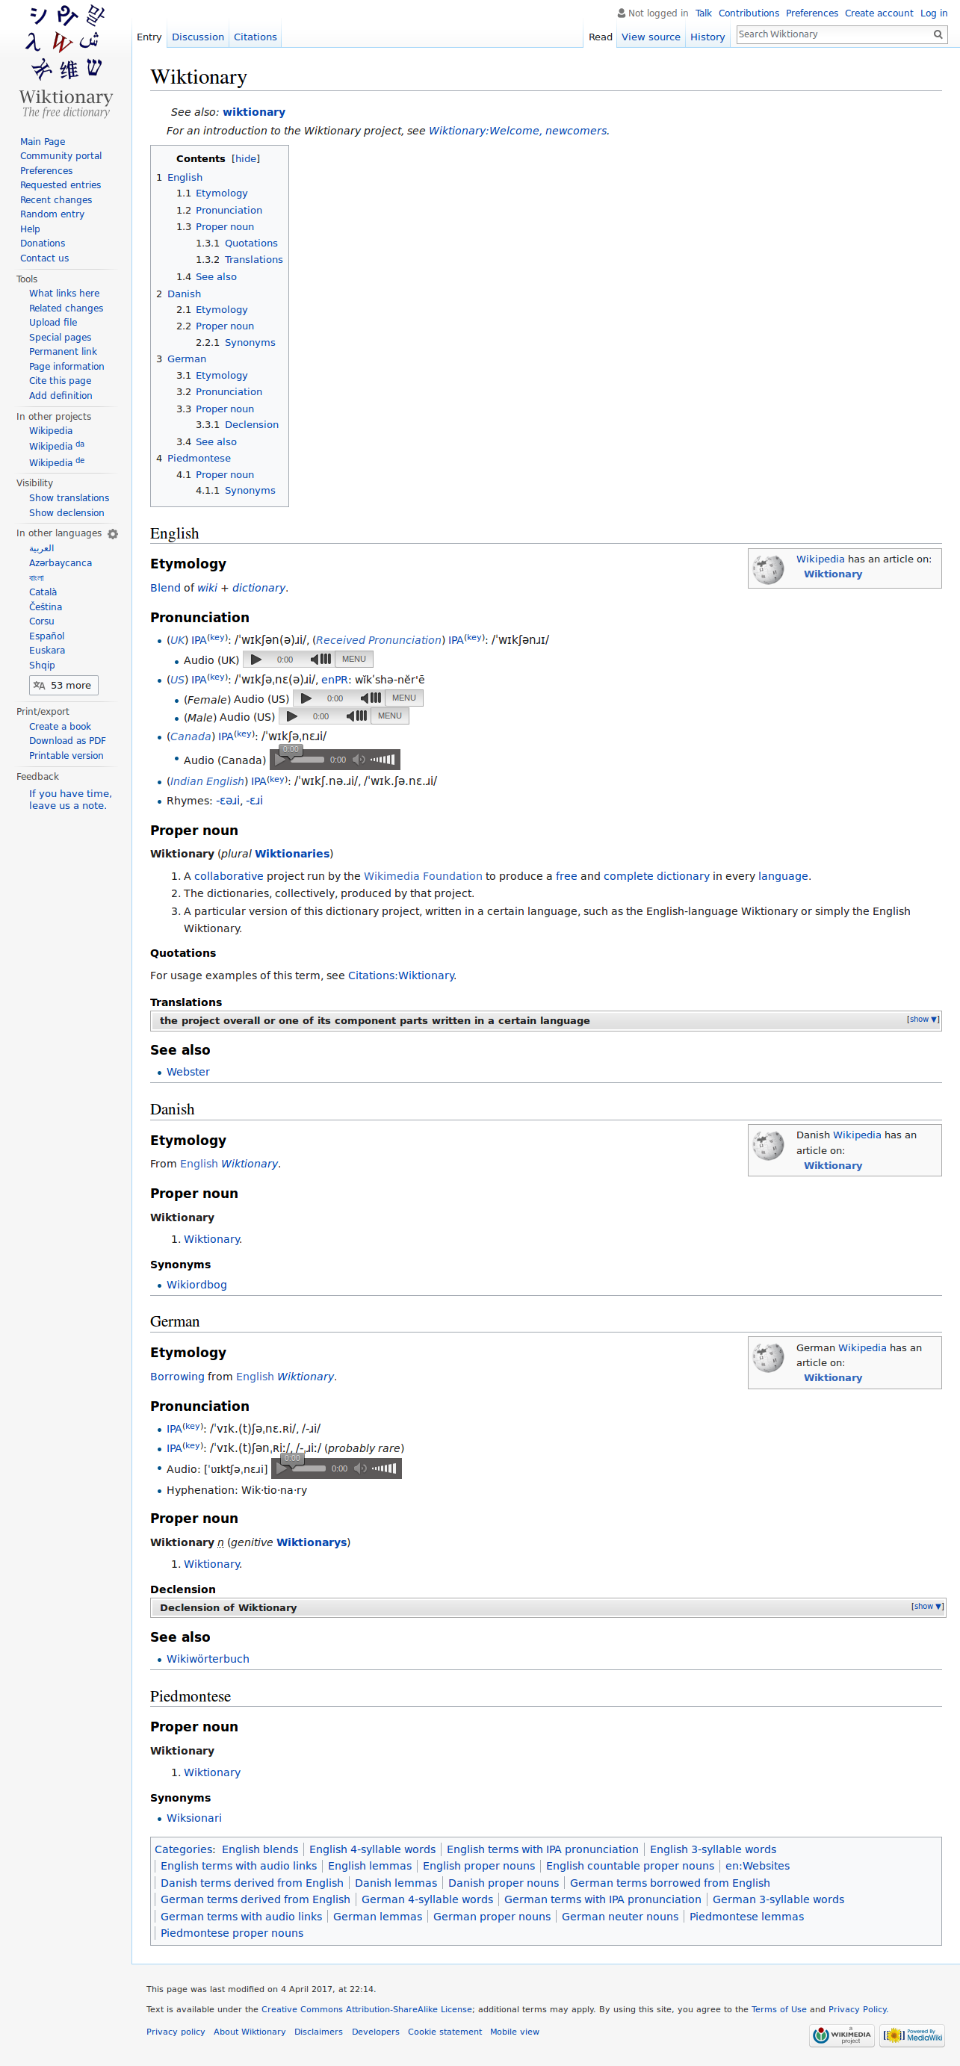 Not logged in Talk Contributions Preferences Create account Log in
Entry Discussion Citations Read View source History Search Wiktionary
Wiktionary
The free dictionary
Main Page
Community portal
Preferences
Requested entries
Recent changes
Random entry
Help
Donations
Contact us
Tools
What links here
Related changes
Upload file
Special pages
Permanent link
Page information
Cite this page
Add definition
In other projects
Wikipedia
Wikipedia da
Wikipedia de
Visibility
Show translations
Show declension
In other languages
العربية
Azərbaycanca
বাংলা
Català
Čeština
Corsu
Español
Euskara
Shqip
53 more
Print/export
Create a book
Download as PDF
Printable version
Feedback
If you have time,
leave us a note.
Wiktionary
See also: wiktionary
For an introduction to the Wiktionary project, see Wiktionary:Welcome, newcomers.
Contents [hide]
1 English
1.1 Etymology
1.2 Pronunciation
1.3 Proper noun
1.3.1 Quotations
1.3.2 Translations
1.4 See also
2 Danish
2.1 Etymology
2.2 Proper noun
2.2.1 Synonyms
3 German
3.1 Etymology
3.2 Pronunciation
3.3 Proper noun
3.3.1 Declension
3.4 See also
4 Piedmontese
4.1 Proper noun
4.1.1 Synonyms
English
Wikipedia has an article on:
Wiktionary
Etymology
Blend of wiki + dictionary.
Pronunciation
• (UK) IPA(key): /ˈwɪkʃən(ə)ɹi/, (Received Pronunciation) IPA(key): /ˈwɪkʃənɹɪ/
• Audio (UK) 0:00 MENU
• (US) IPA(key): /ˈwɪkʃəˌnɛ(ə)ɹi/, enPR: wĭkˈshə-nĕr'ē
• (Female) Audio (US) 0:00 MENU
• (Male) Audio (US) 0:00 MENU
• (Canada) IPA(key): /ˈwɪkʃəˌnɛɹi/
0:00
• Audio (Canada) 0:00
• (Indian English) IPA(key): /ˈwɪkʃ.nə.ɹi/, /ˈwɪk.ʃə.nɛ.ɹi/
• Rhymes: -ɛəɹi, -ɛɹi
Proper noun
Wiktionary (plural Wiktionaries)
1. A collaborative project run by the Wikimedia Foundation to produce a free and complete dictionary in every language.
2. The dictionaries, collectively, produced by that project.
3. A particular version of this dictionary project, written in a certain language, such as the English-language Wiktionary or simply the English
Wiktionary.
Quotations
For usage examples of this term, see Citations:Wiktionary.
Translations
the project overall or one of its component parts written in a certain language [show ▼]
See also
• Webster
Danish
Danish Wikipedia has an
article on:
Wiktionary
Etymology
From English Wiktionary.
Proper noun
Wiktionary
1. Wiktionary.
Synonyms
• Wikiordbog
German
German Wikipedia has an
article on:
Wiktionary
Etymology
Borrowing from English Wiktionary.
Pronunciation
• IPA(key): /ˈvɪk.(t)ʃəˌnɛ.ʀi/, /-ɹi/
• IPA(key): /ˈvɪk.(t)ʃənˌʀiː/, /-ˌɹiː/ (probably rare)
0:00
• Audio: [ˈʋɪktʃəˌnɛɹi] 0:00
• Hyphenation: Wik·tio·na·ry
Proper noun
Wiktionary n (genitive Wiktionarys)
1. Wiktionary.
Declension
Declension of Wiktionary [show ▼]
See also
• Wikiwörterbuch
Piedmontese
Proper noun
Wiktionary
1. Wiktionary
Synonyms
• Wiksionari
Categories: English blends | English 4-syllable words | English terms with IPA pronunciation | English 3-syllable words
| English terms with audio links | English lemmas | English proper nouns | English countable proper nouns | en:Websites
| Danish terms derived from English | Danish lemmas | Danish proper nouns | German terms borrowed from English
| German terms derived from English | German 4-syllable words | German terms with IPA pronunciation | German 3-syllable words
| German terms with audio links | German lemmas | German proper nouns | German neuter nouns | Piedmontese lemmas
| Piedmontese proper nouns
This page was last modified on 4 April 2017, at 22:14.
Text is available under the Creative Commons Attribution-ShareAlike License; additional terms may apply. By using this site, you agree to the Terms of Use and Privacy Policy.
Privacy policy About Wiktionary Disclaimers Developers Cookie statement Mobile view
WIKIMEDIA
project
Powered By
MediaWiki